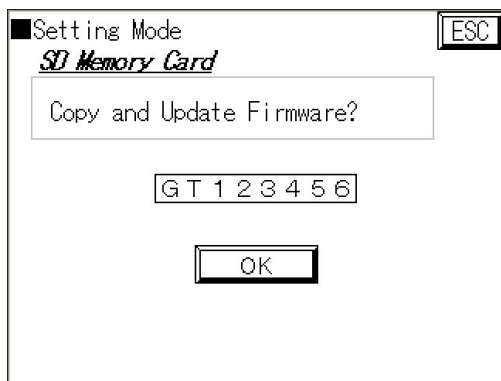 ■Setting Mode
ESC
SD Memory Card
Copy and Update Firmware?
GT123456
OK